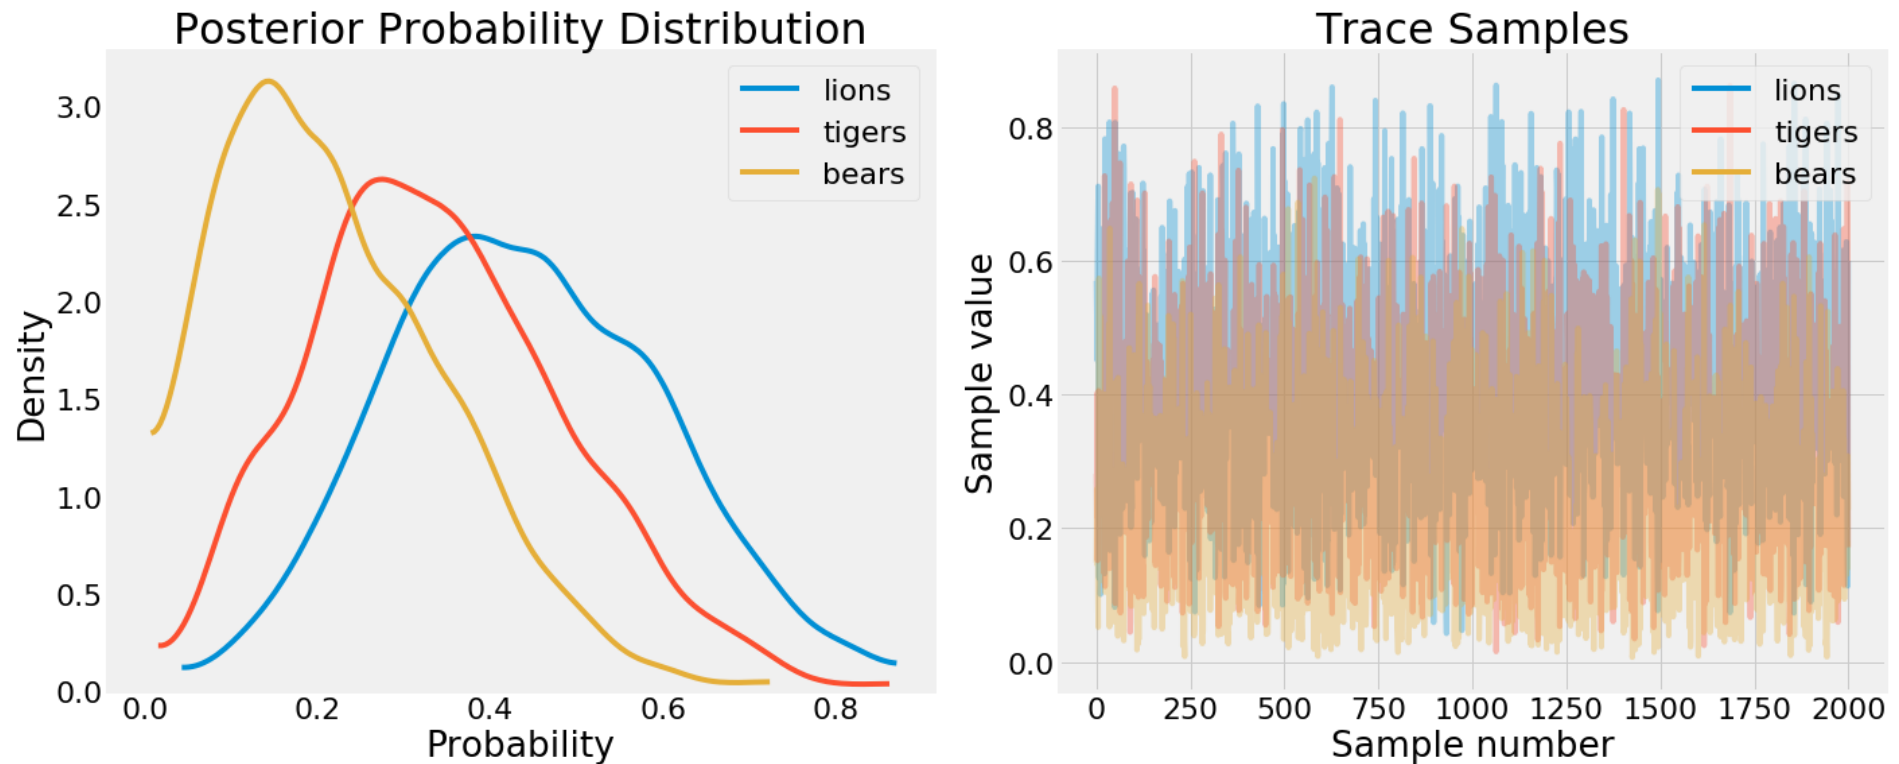 Posterior Probability Distribution
3.0
2.5
2.0
1.5
1.0
0.5
0.0
Density
0.0 0.2 0.4 0.6 0.8
Probability
lions
tigers
bears
Trace Samples
0.8
0.6
0.4
0.2
0.0
Sample value
0 250 500 750 1000 1250 1500 1750 2000
Sample number
lions
tigers
bears